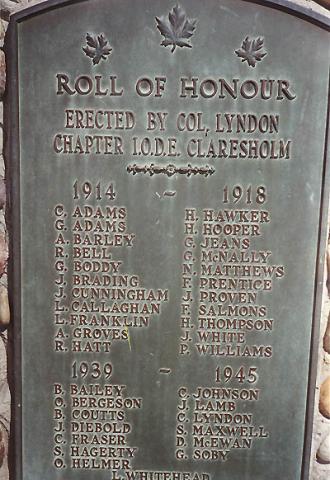 ROLL OF HONOUR
ERECTED BY COL, LYNDON
CHAPTER I.O.D.E. CLARESHOLM
1914 – 1918
C. ADAMS
G. ADAMS
A. BARLEY
R. BELL
G. BODDY
J. BRADING
J. CUNNINGHAM
L. CALLAGHAN
L. FRANKLIN
A. GROVES
R. HATT
H. HAWKER
H. HOOPER
G. JEANS
G. McNALLY
N. MATTHEWS
F. PRENTICE
J. PROVEN
F. SALMONS
H. THOMPSON
J. WHITE
P. WILLIAMS
1939 – 1945
B. BAILEY
O. BERGESON
B. COUTTS
J. DIEBOLD
C. FRASER
S. HAGERTY
O. HELMER
C. JOHNSON
J. LAMB
C. LYNDON
S. MAXWELL
D. McEWAN
G. SOBY
L. WHITEHEAD